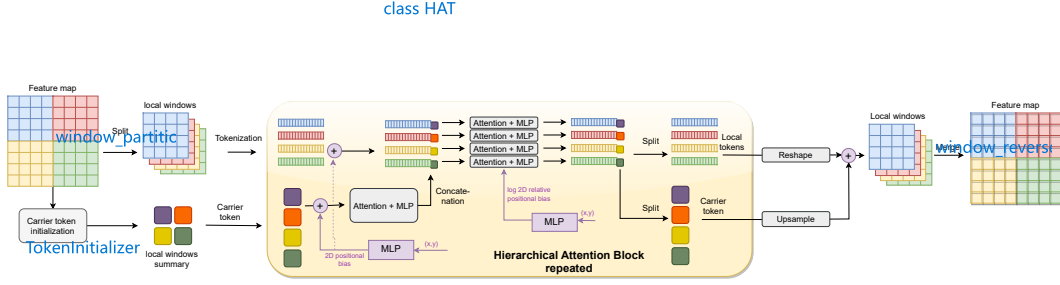 class HAT
Feature map
local windows
Split
window_partitic
Tokenization
Carrier token
initialization
TokenInitializer
local windows
summary
Carrier
token
Attention + MLP
Concate-
nation
2D positional
bias
MLP
(x,y)
Attention + MLP
Attention + MLP
Attention + MLP
Attention + MLP
log 2D relative
positional bias
MLP
(x,y)
Hierarchical Attention Block
repeated
Split
Local
tokens
Split
Carrier
token
Reshape
Upsample
Local windows
window_reverse
Feature map